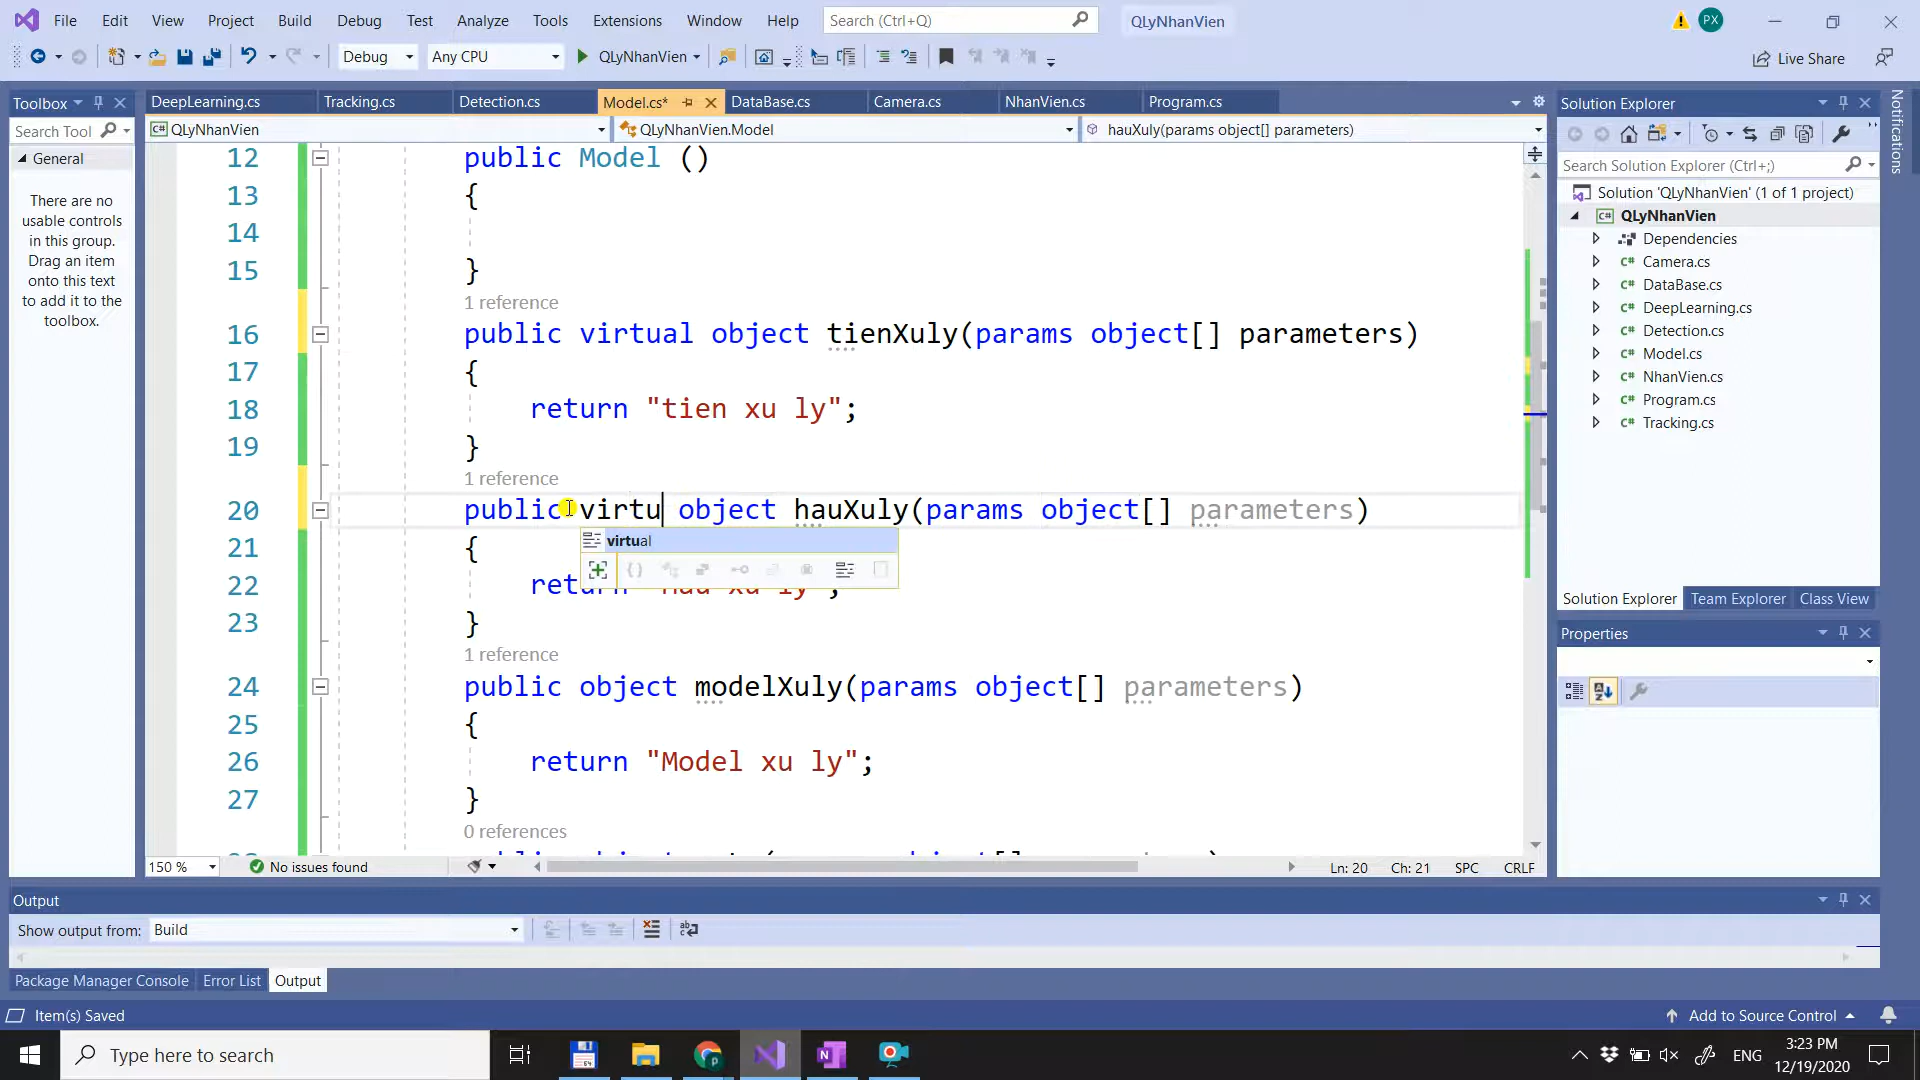 File Edit View Project Build Debug Test Analyze Tools Extensions Window Help Search (Ctrl+Q) QLyNhanVien PX
Debug Any CPU QLyNhanVien Live Share
Toolbox DeepLearning.cs Tracking.cs Detection.cs Model.cs* DataBase.cs Camera.cs NhanVien.cs Program.cs Solution Explorer Notifications
Search Tool QLyNhanVien QLyNhanVien.Model hauXuly(params object[] parameters)
General
There are no
usable controls
in this group.
Drag an item
onto this text
to add it to the
toolbox.
12 public Model ()
13 {
14
15 }
1 reference
16 public virtual object tienXuly(params object[] parameters)
17 {
18 return "tien xu ly";
19 }
1 reference
20 public virtu object hauXuly(params object[] parameters)
virtual
21 {
22 return "hau xu ly";
23 }
1 reference
24 public object modelXuly(params object[] parameters)
25 {
26 return "Model xu ly";
27 }
0 references
150 % No issues found Ln: 20 Ch: 21 SPC CRLF
Search Solution Explorer (Ctrl+;)
Solution 'QLyNhanVien' (1 of 1 project)
C# QLyNhanVien
Dependencies
C# Camera.cs
C# DataBase.cs
C# DeepLearning.cs
C# Detection.cs
C# Model.cs
C# NhanVien.cs
C# Program.cs
C# Tracking.cs
Solution Explorer Team Explorer Class View
Properties
Output
Show output from: Build
Package Manager Console Error List Output
Item(s) Saved Add to Source Control
Type here to search ENG 3:23 PM
12/19/2020